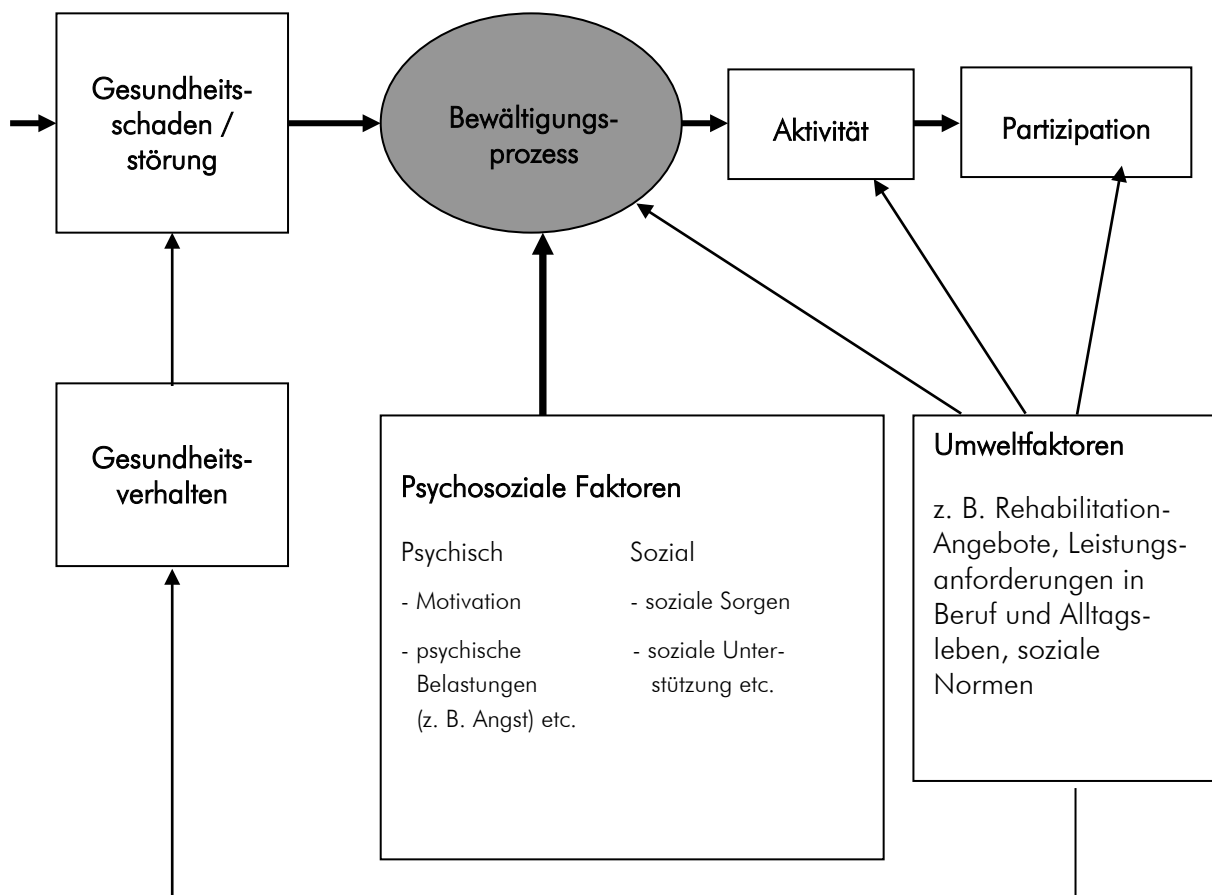 Gesundheits-
schaden /
störung
Bewältigungs-
prozess
Aktivität
Partizipation
Gesundheits-
verhalten
Psychosoziale Faktoren
Psychisch
- Motivation
- psychische
Belastungen
(z. B. Angst) etc.
Sozial
- soziale Sorgen
- soziale Unter-
stützung etc.
Umweltfaktoren
z. B. Rehabilitation-
Angebote, Leistungs-
anforderungen in
Beruf und Alltags-
leben, soziale
Normen